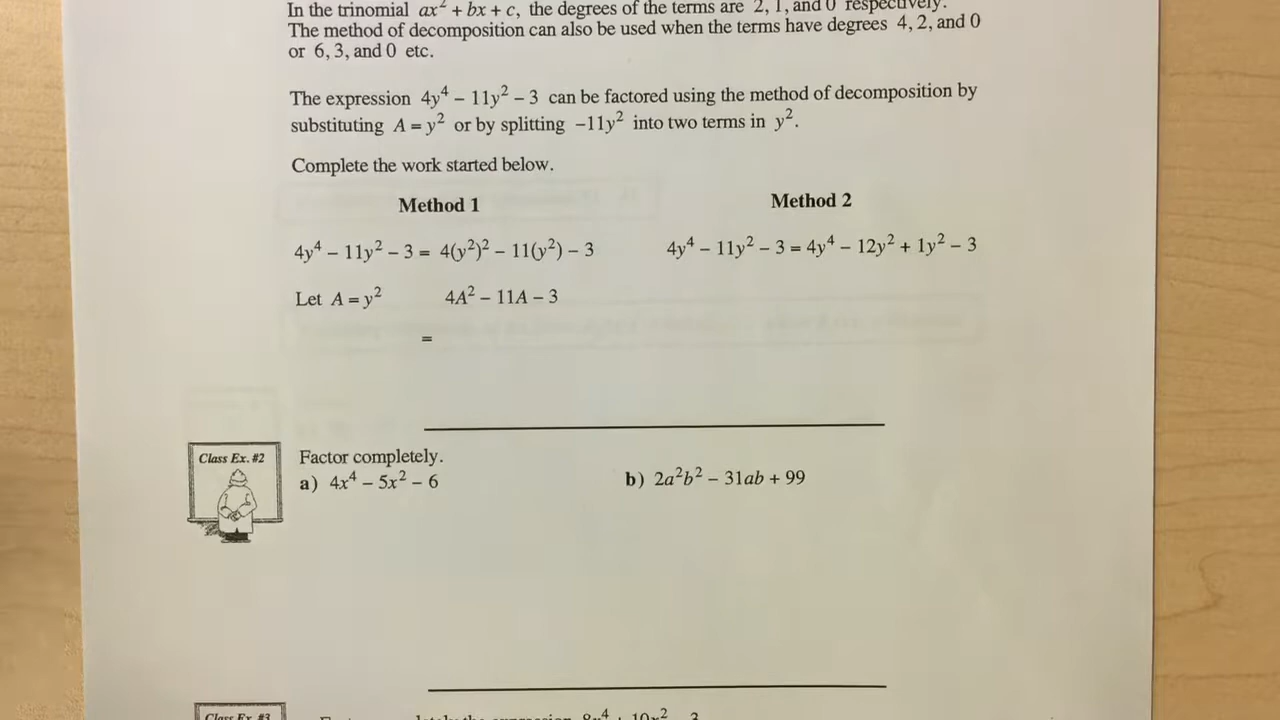 In the trinomial ax² + bx + c, the degrees of the terms are 2, 1, and 0 respectively.
The method of decomposition can also be used when the terms have degrees 4, 2, and 0
or 6, 3, and 0 etc.
The expression 4y⁴ – 11y² – 3 can be factored using the method of decomposition by
substituting A = y² or by splitting –11y² into two terms in y².
Complete the work started below.
Method 1
4y⁴ – 11y² – 3 = 4(y²)² – 11(y²) – 3
Let A = y² 4A² – 11A – 3
=
Method 2
4y⁴ – 11y² – 3 = 4y⁴ – 12y² + 1y² – 3
Class Ex. #2
Factor completely.
a) 4x⁴ – 5x² – 6
b) 2a²b² – 31ab + 99
Class Ex. #3
the expression